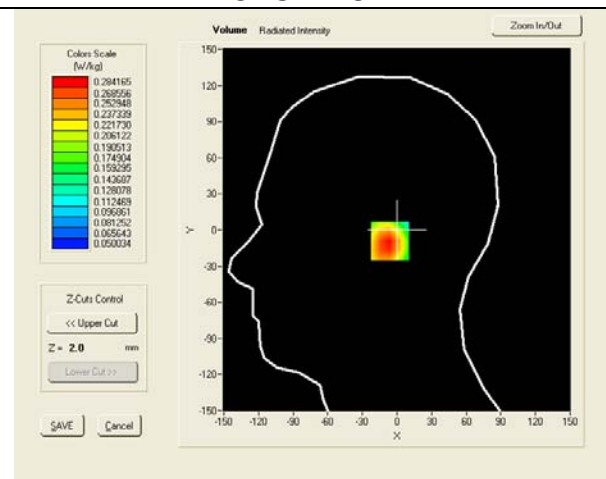 Volume Radiated Intensity
Zoom In/Out
Colors Scale
(W/kg)
0.284165
0.268556
0.252948
0.237339
0.221730
0.206122
0.190513
0.174904
0.159295
0.143687
0.128078
0.112469
0.096861
0.081252
0.065643
0.050034
Z-Cuts Control
<< Upper Cut
Z = 2.0 mm
Lower Cut >>
SAVE Cancel
150
120
90
60
30
0
-30
-60
-90
-120
-150
Y
-150 -120 -90 -60 -30 0 30 60 90 120 150
X